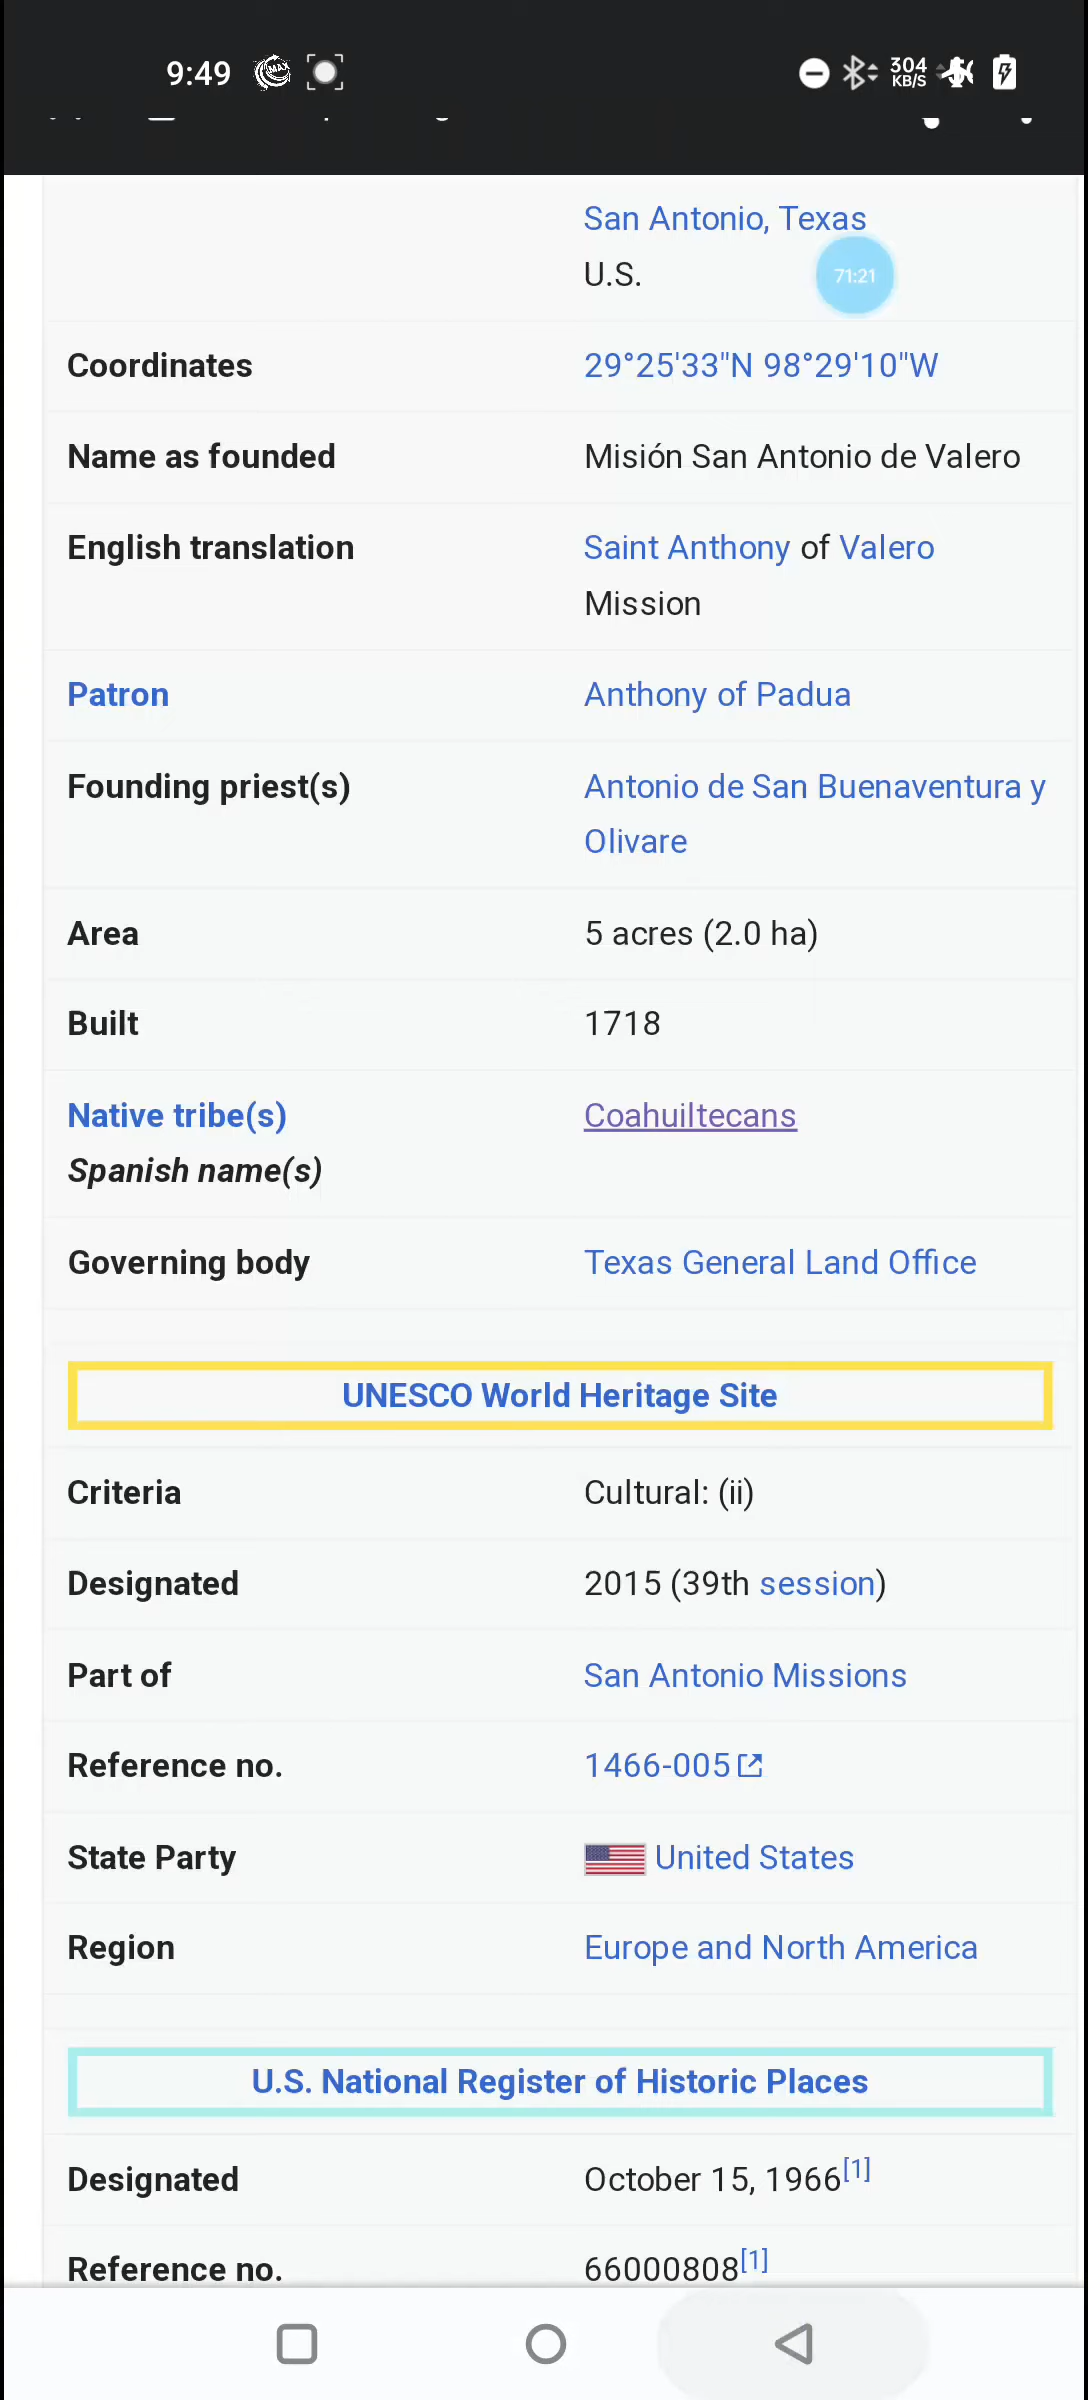 9:49 MAX 304 KB/S
San Antonio, Texas
U.S.
71:21
Coordinates 29°25'33"N 98°29'10"W
Name as founded Misión San Antonio de Valero
English translation Saint Anthony of Valero
Mission
Patron Anthony of Padua
Founding priest(s) Antonio de San Buenaventura y
Olivare
Area 5 acres (2.0 ha)
Built 1718
Native tribe(s) Coahuiltecans
Spanish name(s)
Governing body Texas General Land Office
UNESCO World Heritage Site
Criteria Cultural: (ii)
Designated 2015 (39th session)
Part of San Antonio Missions
Reference no. 1466-005
State Party United States
Region Europe and North America
U.S. National Register of Historic Places
Designated October 15, 1966[1]
Reference no. 66000808[1]